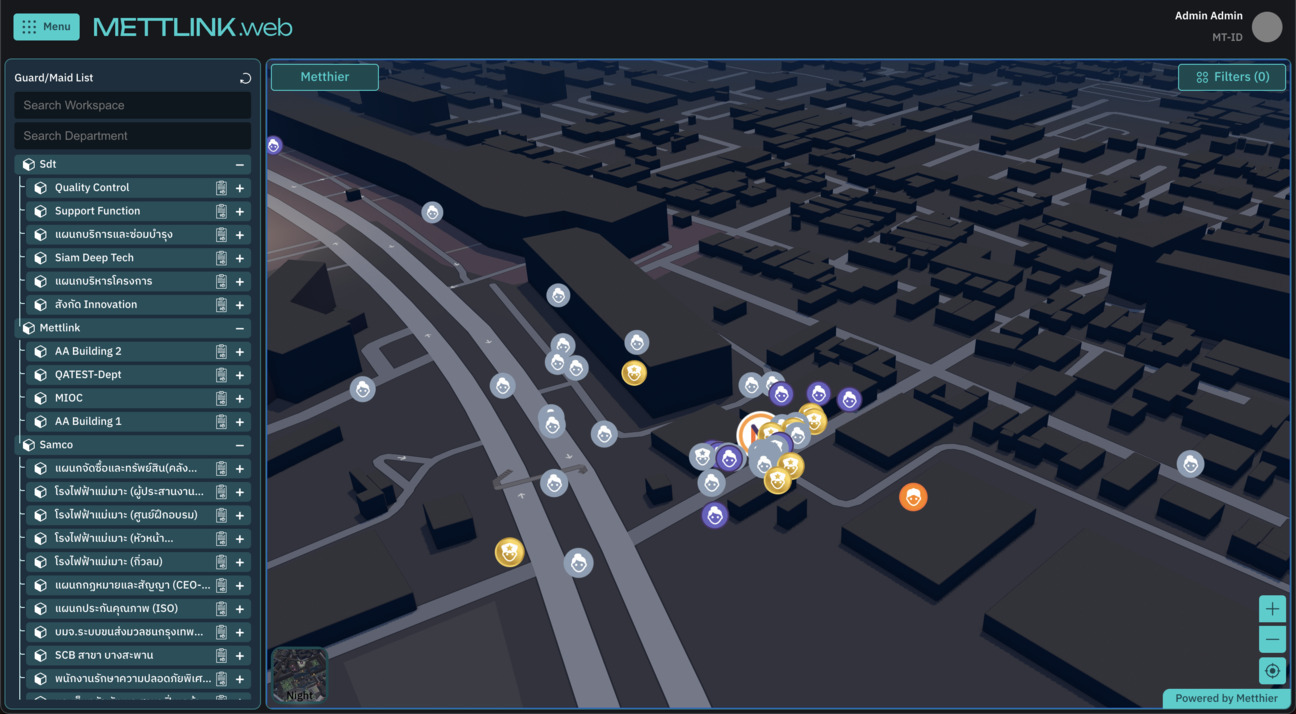 Menu
METTLINK.web
Admin Admin
MT-ID
Guard/Maid List
Search Workspace
Search Department
Sdt
Quality Control
Support Function
แผนกบริการและซ่อมบำรุง
Siam Deep Tech
แผนกบริหารโครงการ
สังกัด Innovation
Mettlink
AA Building 2
QATEST-Dept
MIOC
AA Building 1
Samco
แผนกจัดซื้อและทรัพย์สิน(คลัง...
โรงไฟฟ้าแม่เมาะ (ผู้ประสานงาน...
โรงไฟฟ้าแม่เมาะ (ศูนย์ฝึกอบรม)
โรงไฟฟ้าแม่เมาะ (หัวหน้า...
โรงไฟฟ้าแม่เมาะ (กิ่วลม)
แผนกกฎหมายและสัญญา (CEO-...
แผนกประกันคุณภาพ (ISO)
บมจ.ระบบขนส่งมวลชนกรุงเทพ...
SCB สาขา บางสะพาน
พนักงานรักษาความปลอดภัยพิเศ...
Metthier
Filters (0)
Night
Powered by Metthier